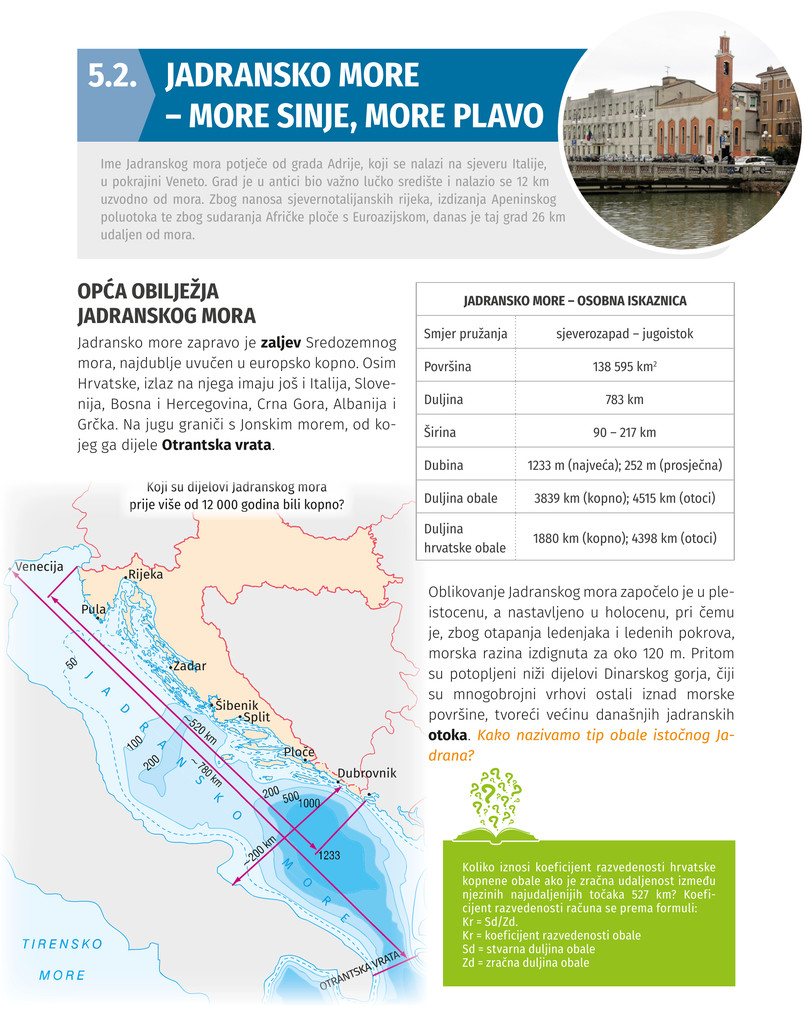 5.2. JADRANSKO MORE
– MORE SINJE, MORE PLAVO
Ime Jadranskog mora potječe od grada Adrije, koji se nalazi na sjeveru Italije,
u pokrajini Veneto. Grad je u antici bio važno lučko središte i nalazio se 12 km
uzvodno od mora. Zbog nanosa sjevernotalijanskih rijeka, izdizanja Apeninskog
poluotoka te zbog sudaranja Afričke ploče s Euroazijskom, danas je taj grad 26 km
udaljen od mora.
OPĆA OBILJEŽJA
JADRANSKOG MORA
Jadransko more zapravo je zaljev Sredozemnog
mora, najdublje uvučen u europsko kopno. Osim
Hrvatske, izlaz na njega imaju još i Italija, Slove-
nija, Bosna i Hercegovina, Crna Gora, Albanija i
Grčka. Na jugu graniči s Jonskim morem, od ko-
jeg ga dijele Otrantska vrata.
JADRANSKO MORE – OSOBNA ISKAZNICA
Smjer pružanja sjeverozapad – jugoistok
Površina 138 595 km²
Duljina 783 km
Širina 90 – 217 km
Dubina 1233 m (najveća); 252 m (prosječna)
Duljina obale 3839 km (kopno); 4515 km (otoci)
Duljina
hrvatske obale 1880 km (kopno); 4398 km (otoci)
Koji su dijelovi Jadranskog mora
prije više od 12 000 godina bili kopno?
Venecija
Rijeka
Pula
Zadar
50
JADRANSKO MORE
Šibenik
Split
~520 km
100
200
~ 780 km
Ploče
Dubrovnik
200
500
1000
~200 km
1233
TIRENSKO
MORE
OTRANTSKA VRATA
Oblikovanje Jadranskog mora započelo je u ple-
istocenu, a nastavljeno u holocenu, pri čemu
je, zbog otapanja ledenjaka i ledenih pokrova,
morska razina izdignuta za oko 120 m. Pritom
su potopljeni niži dijelovi Dinarskog gorja, čiji
su mnogobrojni vrhovi ostali iznad morske
površine, tvoreći većinu današnjih jadranskih
otoka. Kako nazivamo tip obale istočnog Ja-
drana?
Koliko iznosi koeficijent razvedenosti hrvatske
kopnene obale ako je zračna udaljenost između
njezinih najudaljenijih točaka 527 km? Koefi-
cijent razvedenosti računa se prema formuli:
Kr = Sd/Zd.
Kr = koeficijent razvedenosti obale
Sd = stvarna duljina obale
Zd = zračna duljina obale